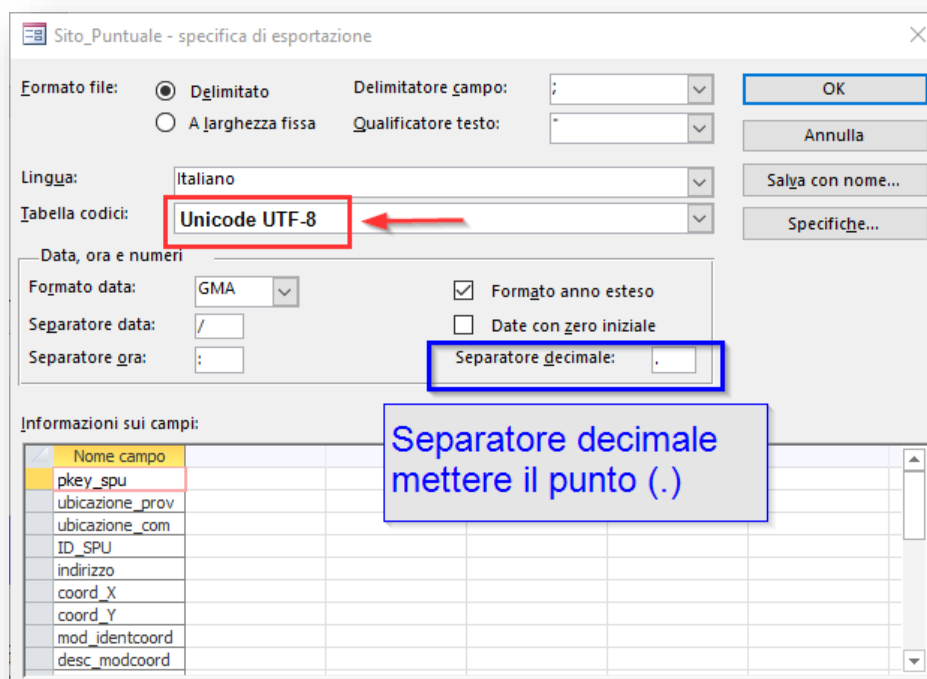 Sito_Puntuale - specifica di esportazione
Formato file:
Delimitato
Delimitatore campo:
;
OK
A larghezza fissa
Qualificatore testo:
"
Annulla
Lingua:
Italiano
Salva con nome...
Tabella codici:
Unicode UTF-8
Specifiche...
Data, ora e numeri
Formato data:
GMA
Formato anno esteso
Separatore data:
/
Date con zero iniziale
Separatore ora:
:
Separatore decimale:
.
Informazioni sui campi:
Separatore decimale
mettere il punto (.)
Nome campo
pkey_spu
ubicazione_prov
ubicazione_com
ID_SPU
indirizzo
coord_X
coord_Y
mod_identcoord
desc_modcoord